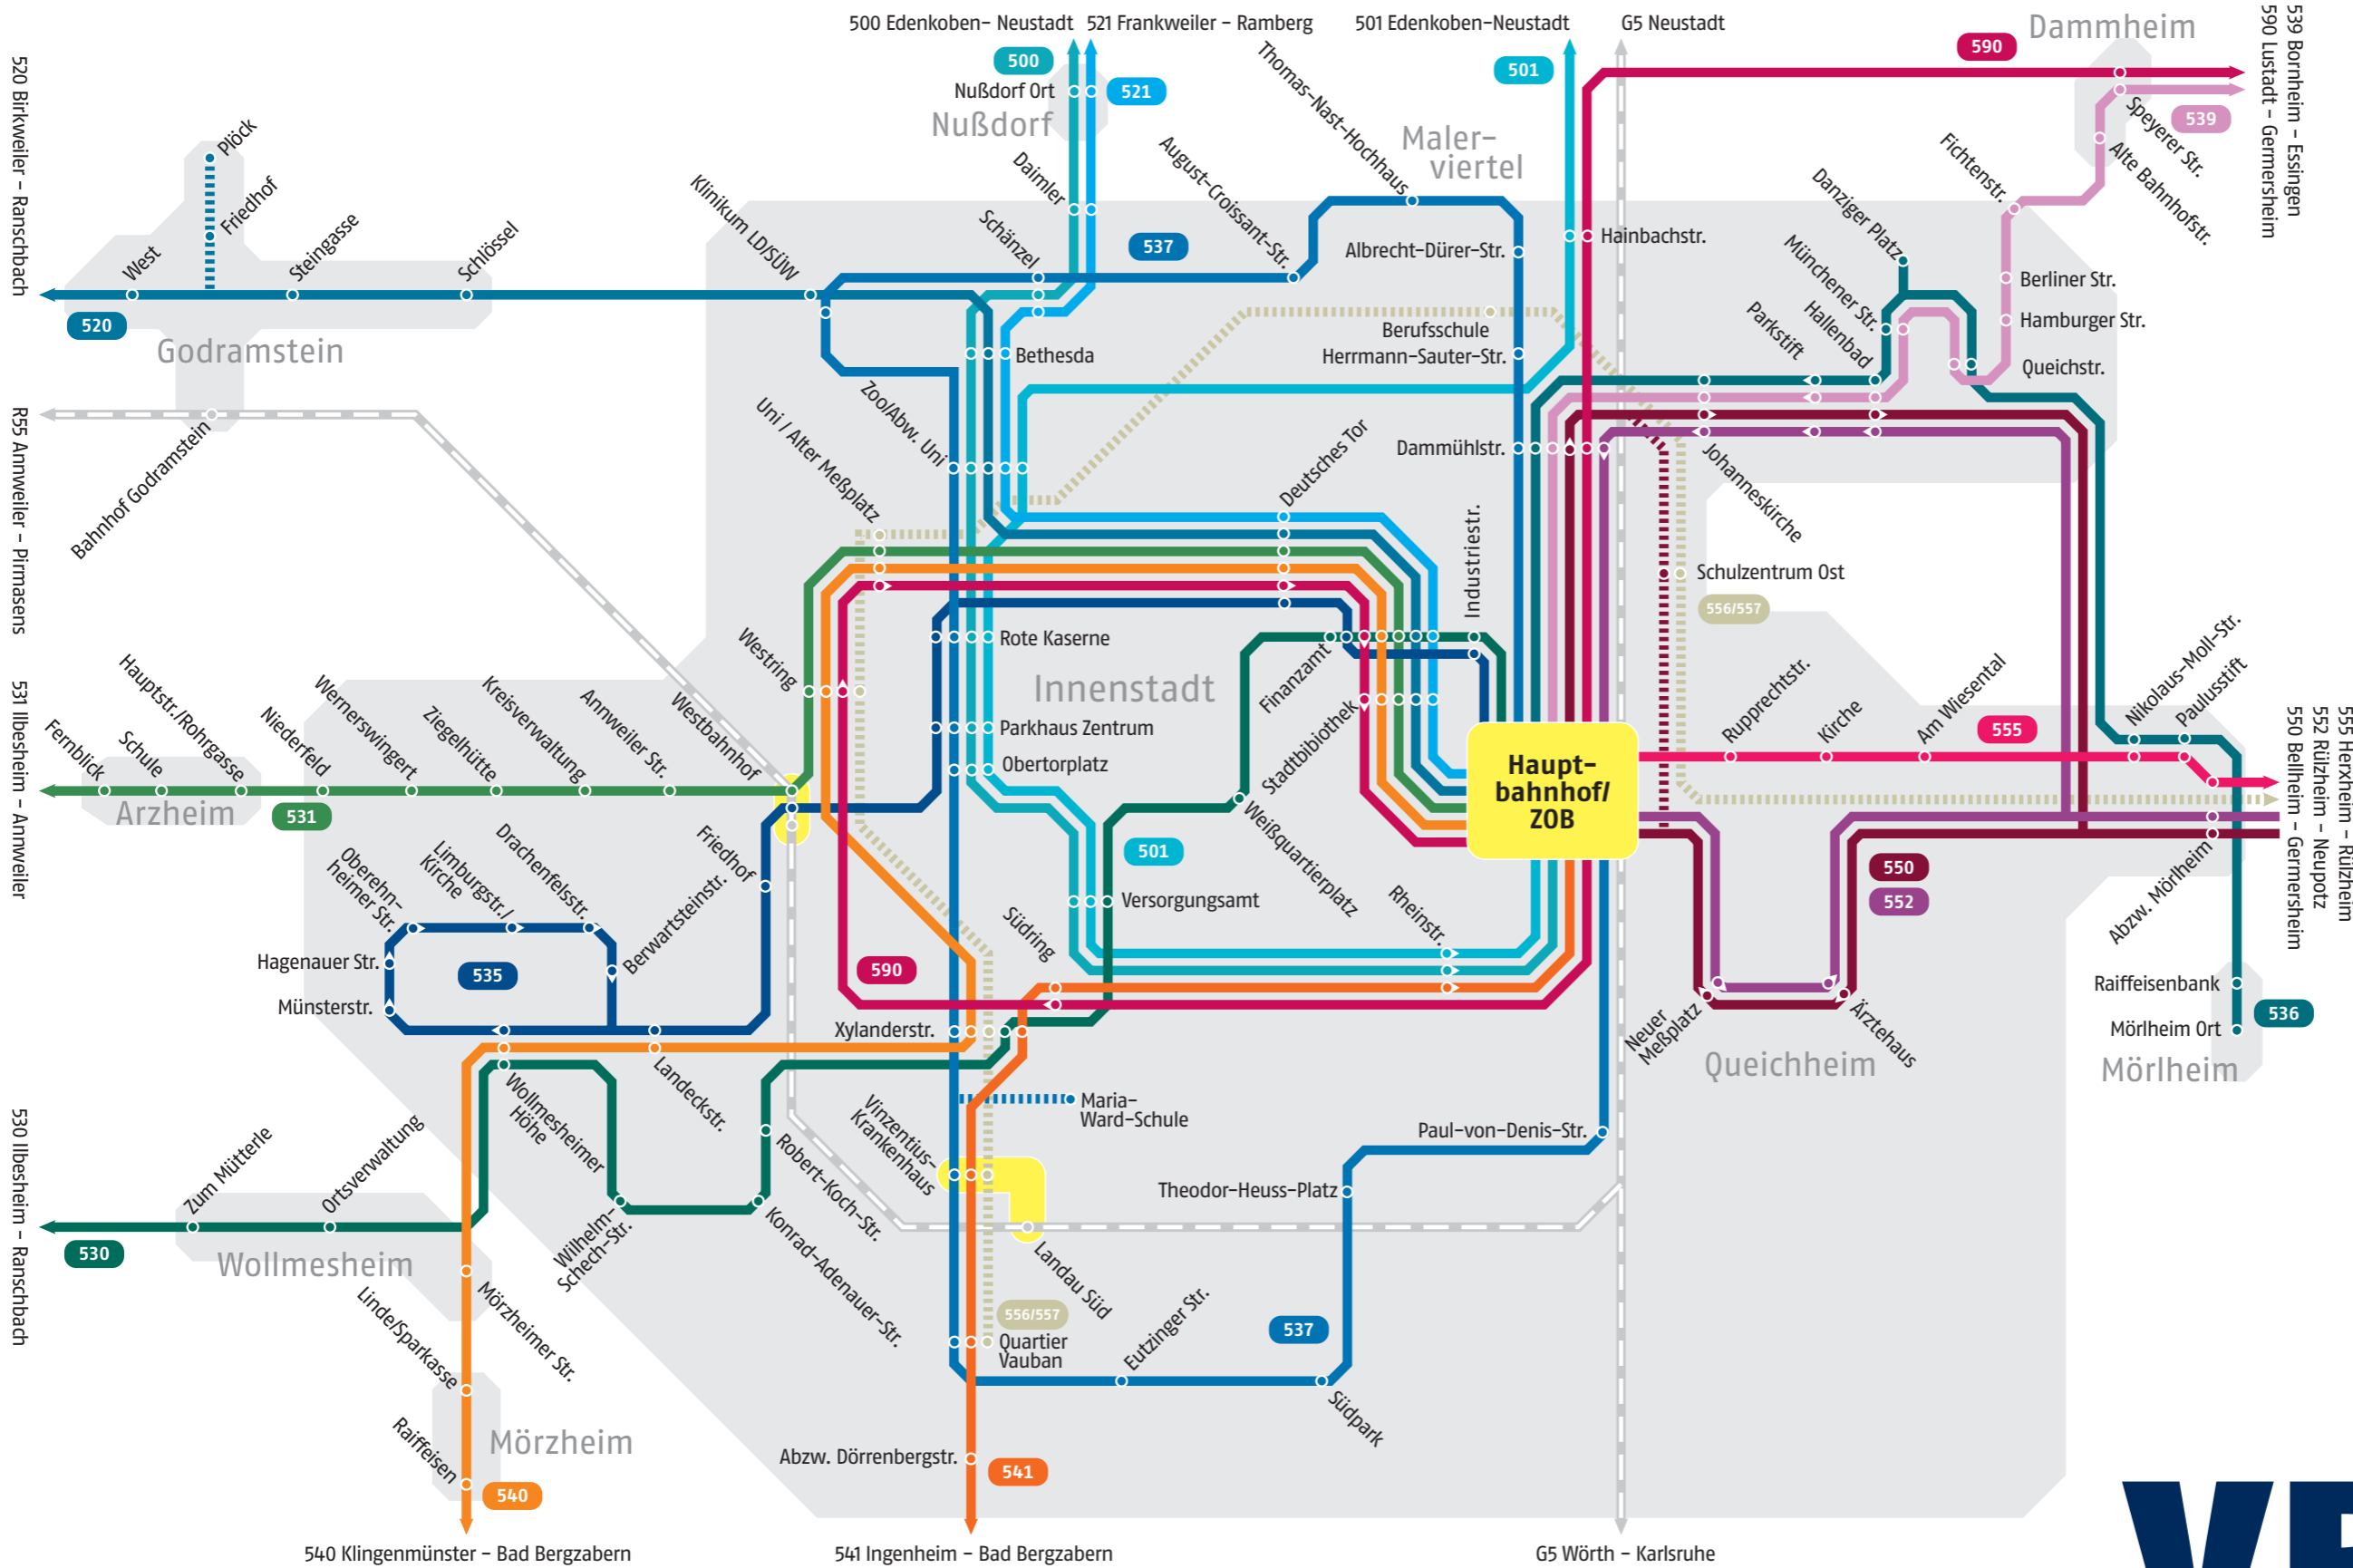 500 Edenkoben- Neustadt
521 Frankweiler - Ramberg
501 Edenkoben-Neustadt
G5 Neustadt
539 Bornheim - Essingen
590 Lustadt - Germersheim
520 Birkweiler - Ranschbach
R55 Annweiler - Pirmasens
531 Ilbesheim - Annweiler
530 Ilbesheim - Ranschbach
Dammheim
590
539
Speyerer Str.
Alte Bahnhofstr.
500
Nußdorf Ort
521
Nußdorf
501
Thomas-Nast-Hochhaus
Maler-
viertel
August-Croissant-Str.
Daimler
Schänzel
537
Klinikum LD/SÜW
Albrecht-Dürer-Str.
Hainbachstr.
Fichtenstr.
Danziger Platz
Münchener Str.
Hallenbad
Parkstift
Berliner Str.
Hamburger Str.
Queichstr.
Plöck
Friedhof
West
Steingasse
Schlössel
520
Godramstein
Bahnhof Godramstein
Bethesda
Berufsschule
Herrmann-Sauter-Str.
Zoo/Abw. Uni
Uni / Alter Meßplatz
Deutsches Tor
Dammühlstr.
Johanneskirche
Industriestr.
Schulzentrum Ost
556/557
Westring
Rote Kaserne
Innenstadt
Finanzamt
Stadtbibiothek
Parkhaus Zentrum
Obertorplatz
Haupt-
bahnhof/
ZOB
Rupprechtstr.
Kirche
Am Wiesental
555
Nikolaus-Moll-Str.
Paulusstift
555 Herxheim - Rülzheim
552 Rülzheim - Neupotz
550 Bellheim - Germersheim
Fernblick
Schule
Hauptstr./Rohrgasse
Niederfeld
Wernerswingert
Ziegelhütte
Kreisverwaltung
Annweiler Str.
Westbahnhof
Arzheim
531
Weißquartierplatz
501
Versorgungsamt
Friedhof
Oberehn-
heimer Str.
Limburgstr./
Kirche
Drachenfelsstr.
Berwartsteinstr.
Hagenauer Str.
535
Münsterstr.
590
Südring
Rheinstr.
550
552
Abzw. Mörlheim
Raiffeisenbank
Mörlheim Ort
536
Mörlheim
Neuer
Meßplatz
Ärztehaus
Queichheim
Xylanderstr.
Landeckstr.
Wollmesheimer
Höhe
Maria-
Ward-Schule
Vinzentius-
Krankenhaus
Paul-von-Denis-Str.
Theodor-Heuss-Platz
Robert-Koch-Str.
Konrad-Adenauer-Str.
Wilhelm-
Schech-Str.
Zum Mütterle
Ortsverwaltung
530
Wollmesheim
Mörzheimer Str.
Linde/Sparkasse
Raiffeisen
Mörzheim
540
Landau Süd
556/557
Quartier
Vauban
Eutzinger Str.
537
Südpark
Abzw. Dörrenbergstr.
541
540 Klingenmünster - Bad Bergzabern
541 Ingenheim - Bad Bergzabern
G5 Wörth - Karlsruhe